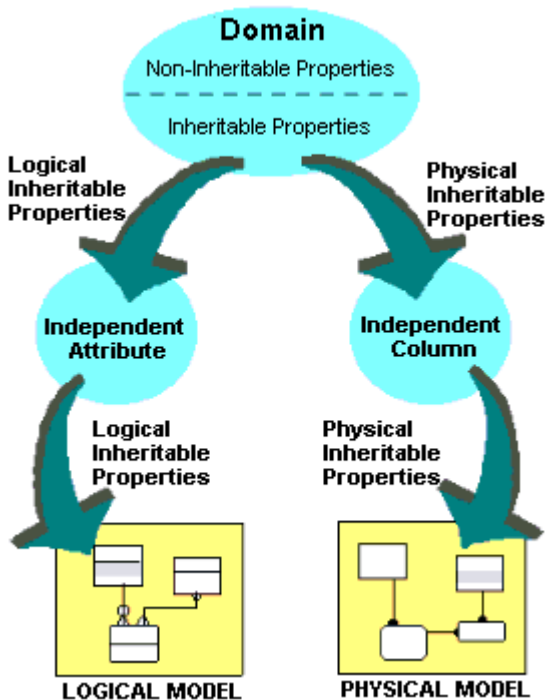 Domain
Non-Inheritable Properties
Inheritable Properties
Logical
Inheritable
Properties
Physical
Inheritable
Properties
Independent
Attribute
Independent
Column
Logical
Inheritable
Properties
Physical
Inheritable
Properties
LOGICAL MODEL
PHYSICAL MODEL